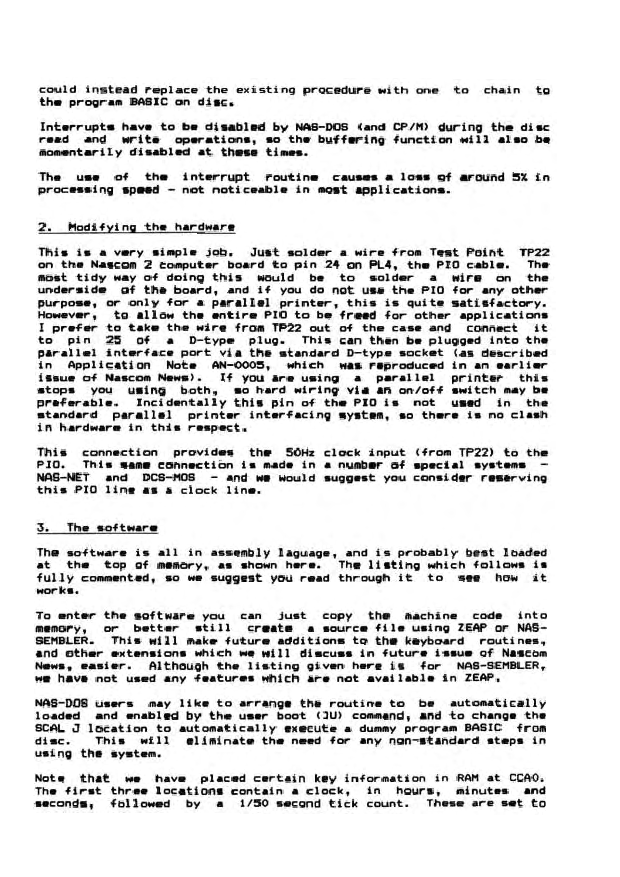 could instead replace the existing procedure with one to chain to
the program BASIC on disc.
Interrupts have to be disabled by NAS-DOS (and CP/M) during the disc
read and write operations, so the buffering function will also be
momentarily disabled at these times.
The use of the interrupt routine causes a loss of around 5% in
processing speed - not noticeable in most applications.
2. Modifying the hardware
This is a very simple job. Just solder a wire from Test Point TP22
on the Nascom 2 computer board to pin 24 on PL4, the PIO cable. The
most tidy way of doing this would be to solder a wire on the
underside of the board, and if you do not use the PIO for any other
purpose, or only for a parallel printer, this is quite satisfactory.
However, to allow the entire PIO to be freed for other applications
I prefer to take the wire from TP22 out of the case and connect it
to pin 25 of a D-type plug. This can then be plugged into the
parallel interface port via the standard D-type socket (as described
in Application Note AN-0005, which was reproduced in an earlier
issue of Nascom News). If you are using a parallel printer this
stops you using both, so hard wiring via an on/off switch may be
preferable. Incidentally this pin of the PIO is not used in the
standard parallel printer interfacing system, so there is no clash
in hardware in this respect.
This connection provides the 50Hz clock input (from TP22) to the
PIO. This same connection is made in a number of special systems -
NAS-NET and DCS-MOS - and we would suggest you consider reserving
this PIO line as a clock line.
3. The software
The software is all in assembly laguage, and is probably best loaded
at the top of memory, as shown here. The listing which follows is
fully commented, so we suggest you read through it to see how it
works.
To enter the software you can just copy the machine code into
memory, or better still create a source file using ZEAP or NAS-
SEMBLER. This will make future additions to the keyboard routines,
and other extensions which we will discuss in future issue of Nascom
News, easier. Although the listing given here is for NAS-SEMBLER,
we have not used any features which are not available in ZEAP.
NAS-DOS users may like to arrange the routine to be automatically
loaded and enabled by the user boot (JU) command, and to change the
SCAL J location to automatically execute a dummy program BASIC from
disc. This will eliminate the need for any non-standard steps in
using the system.
Note that we have placed certain key information in RAM at CCA0.
The first three locations contain a clock, in hours, minutes and
seconds, followed by a 1/50 second tick count. These are set to